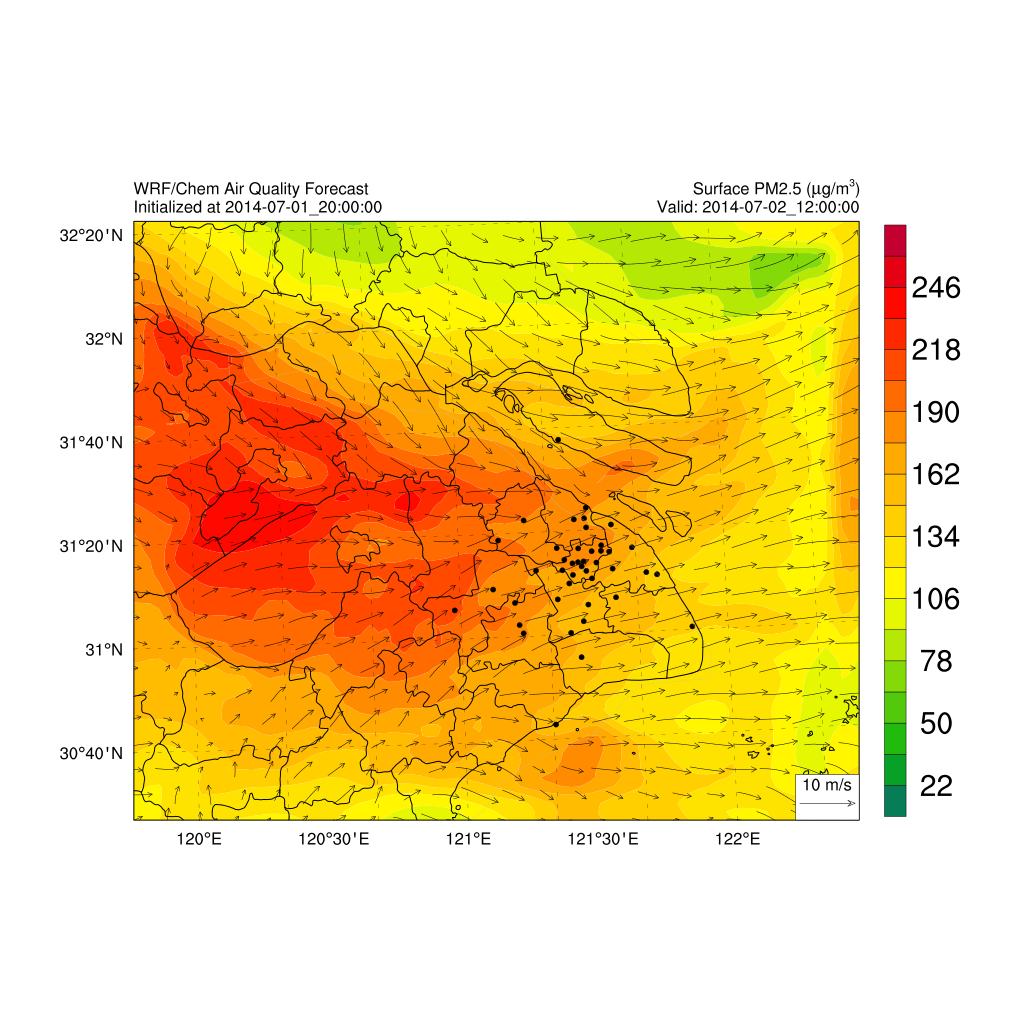 WRF/Chem Air Quality Forecast
Surface PM2.5 (μg/m³)
Initialized at 2014-07-01_20:00:00
Valid: 2014-07-02_12:00:00
32°20'N
32°N
31°40'N
31°20'N
31°N
30°40'N
120°E
120°30'E
121°E
121°30'E
122°E
10 m/s
246
218
190
162
134
106
78
50
22